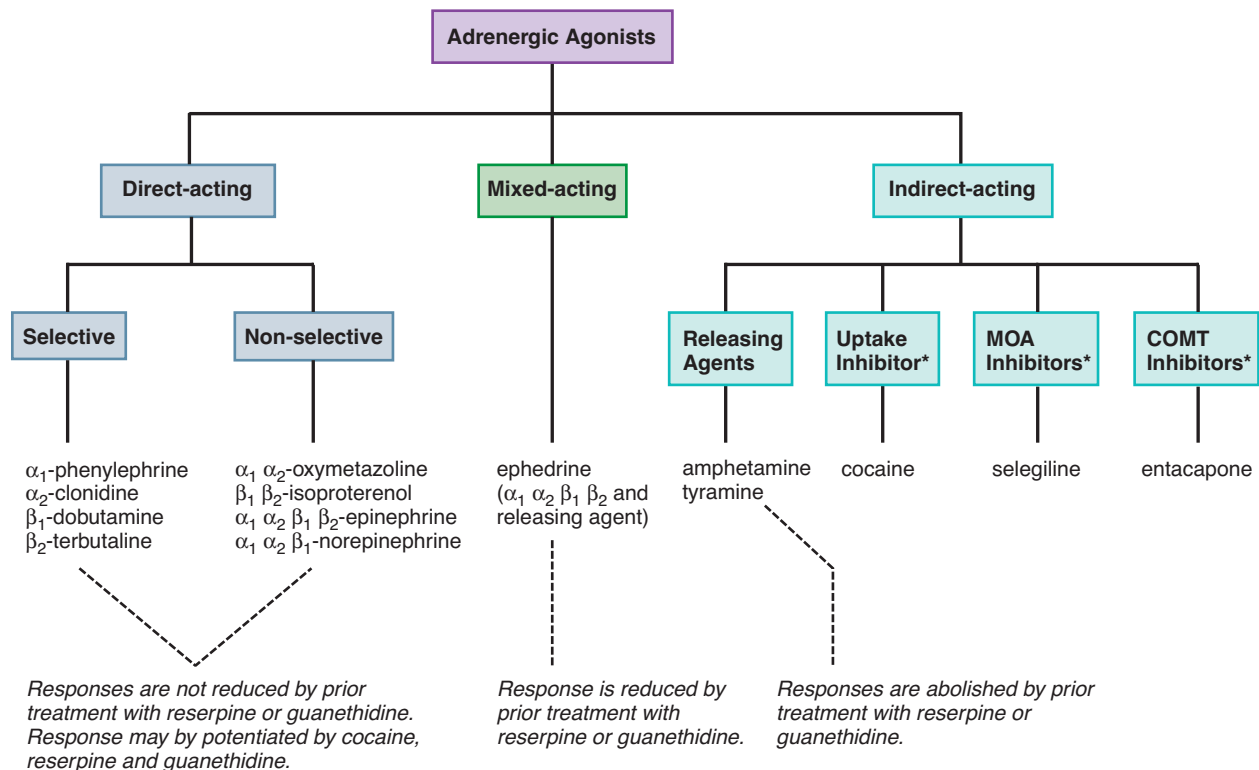 Adrenergic Agonists
Direct-acting
Mixed-acting
Indirect-acting
Selective
Non-selective
Releasing
Agents
Uptake
Inhibitor*
MOA
Inhibitors*
COMT
Inhibitors*
α₁-phenylephrine
α₂-clonidine
β₁-dobutamine
β₂-terbutaline
α₁ α₂-oxymetazoline
β₁ β₂-isoproterenol
α₁ α₂ β₁ β₂-epinephrine
α₁ α₂ β₁-norepinephrine
ephedrine
(α₁ α₂ β₁ β₂ and
releasing agent)
amphetamine
tyramine
cocaine
selegiline
entacapone
Responses are not reduced by prior
treatment with reserpine or guanethidine.
Response may by potentiated by cocaine,
reserpine and guanethidine.
Response is reduced by
prior treatment with
reserpine or guanethidine.
Responses are abolished by prior
treatment with reserpine or
guanethidine.